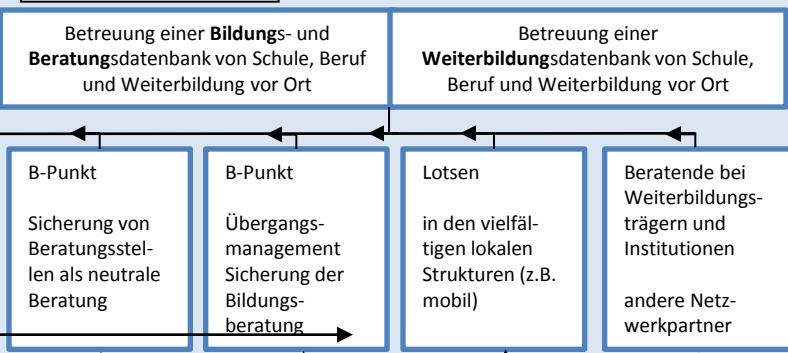 Betreuung einer Bildungs- und
Beratungsdatenbank von Schule, Beruf
und Weiterbildung vor Ort
Betreuung einer
Weiterbildungsdatenbank von Schule,
Beruf und Weiterbildung vor Ort
B-Punkt
Sicherung von
Beratungsstel-
len als neutrale
Beratung
B-Punkt
Übergangs-
management
Sicherung der
Bildungs-
beratung
Lotsen
in den vielfäl-
tigen lokalen
Strukturen (z.B.
mobil)
Beratende bei
Weiterbildungs-
trägern und
Institutionen
andere Netz-
werkpartner